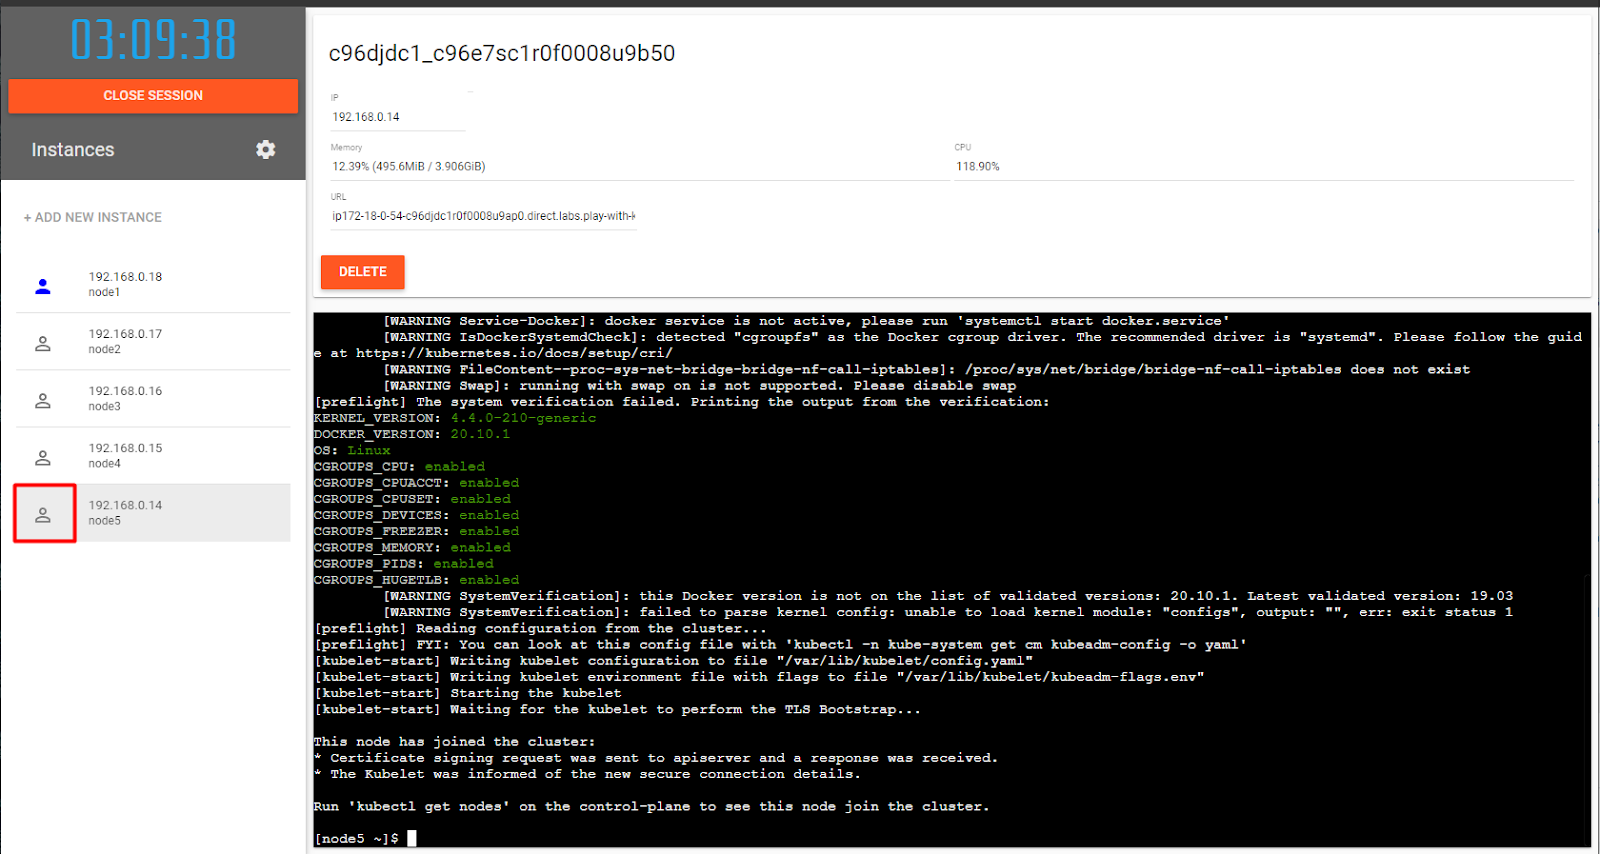 03:09:38
CLOSE SESSION
Instances
+ ADD NEW INSTANCE
192.168.0.18
node1
192.168.0.17
node2
192.168.0.16
node3
192.168.0.15
node4
192.168.0.14
node5
c96djdc1_c96e7sc1r0f0008u9b50
IP
192.168.0.14
Memory
12.39% (495.6MiB / 3.906GiB)
CPU
118.90%
URL
ip172-18-0-54-c96djdc1r0f0008u9ap0.direct.labs.play-with-k
DELETE
[WARNING Service-Docker]: docker service is not active, please run 'systemctl start docker.service'
[WARNING IsDockerSystemdCheck]: detected "cgroupfs" as the Docker cgroup driver. The recommended driver is "systemd". Please follow the guid
e at https://kubernetes.io/docs/setup/cri/
[WARNING FileContent--proc-sys-net-bridge-bridge-nf-call-iptables]: /proc/sys/net/bridge/bridge-nf-call-iptables does not exist
[WARNING Swap]: running with swap on is not supported. Please disable swap
[preflight] The system verification failed. Printing the output from the verification:
KERNEL_VERSION: 4.4.0-210-generic
DOCKER_VERSION: 20.10.1
OS: Linux
CGROUPS_CPU: enabled
CGROUPS_CPUACCT: enabled
CGROUPS_CPUSET: enabled
CGROUPS_DEVICES: enabled
CGROUPS_FREEZER: enabled
CGROUPS_MEMORY: enabled
CGROUPS_PIDS: enabled
CGROUPS_HUGETLB: enabled
[WARNING SystemVerification]: this Docker version is not on the list of validated versions: 20.10.1. Latest validated version: 19.03
[WARNING SystemVerification]: failed to parse kernel config: unable to load kernel module: "configs", output: "", err: exit status 1
[preflight] Reading configuration from the cluster...
[preflight] FYI: You can look at this config file with 'kubectl -n kube-system get cm kubeadm-config -o yaml'
[kubelet-start] Writing kubelet configuration to file "/var/lib/kubelet/config.yaml"
[kubelet-start] Writing kubelet environment file with flags to file "/var/lib/kubelet/kubeadm-flags.env"
[kubelet-start] Starting the kubelet
[kubelet-start] Waiting for the kubelet to perform the TLS Bootstrap...
This node has joined the cluster:
* Certificate signing request was sent to apiserver and a response was received.
* The Kubelet was informed of the new secure connection details.
Run 'kubectl get nodes' on the control-plane to see this node join the cluster.
[node5 ~]$